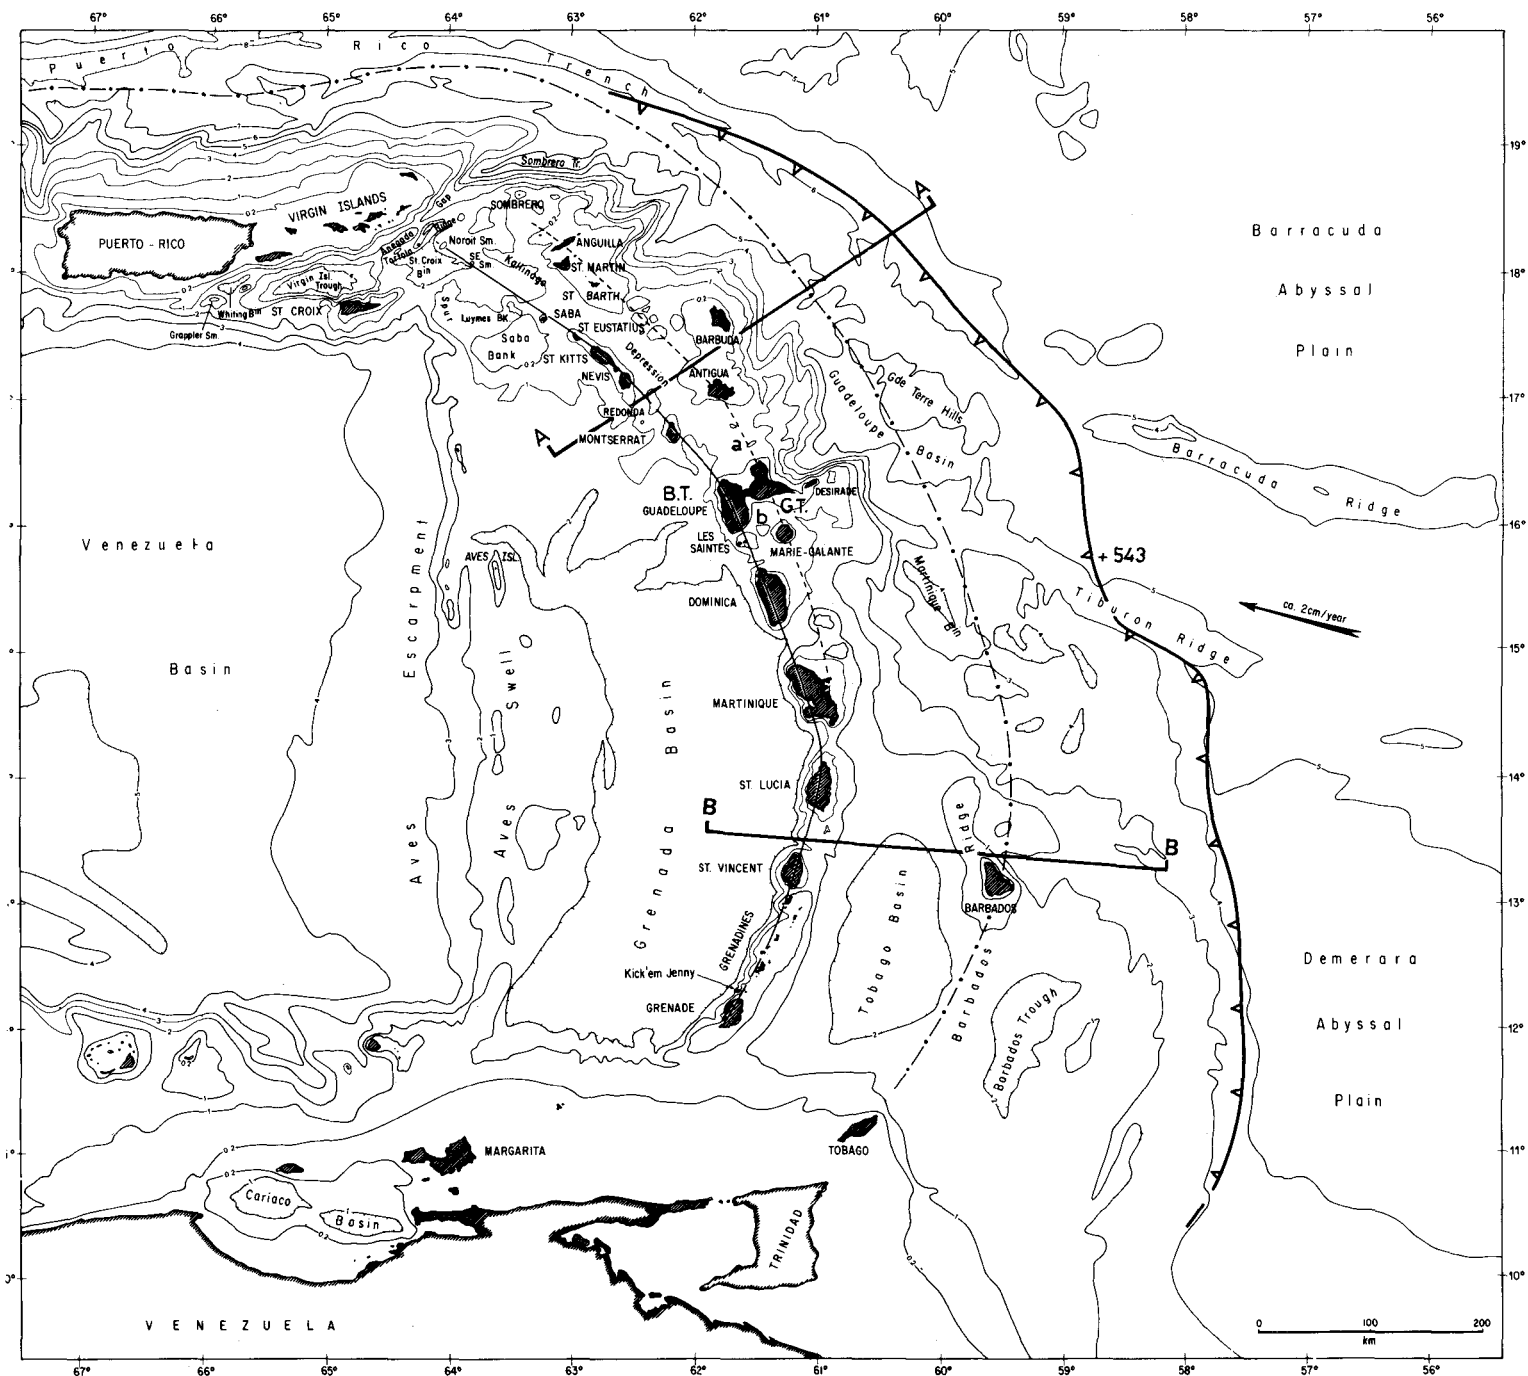 67° 66° 65° 64° 63° 62° 61° 60° 59° 58° 57° 56°
Puerto Rico Trench
19°
18°
17°
16°
15°
14°
13°
12°
11°
10°
Sombrero Tr.
SOMBRERO
VIRGIN ISLANDS
Anegada Gap
Tortola Ridge
PUERTO-RICO
Noroit Sm.
SE Sm.
St. Croix Bin
Kallinago Depression
ANGUILLA
ST. MARTIN
ST BARTH.
Virgin Isl. Trough
Whiting Bin
ST CROIX
Grappler Sm.
Spur
Luymes BK
SABA
Saba Bank
ST EUSTATIUS
ST KITTS
NEVIS
REDONDA
MONTSERRAT
BARBUDA
ANTIGUA
A
A
a
b
B.T.
G.T.
GUADELOUPE
DESIRADE
LES SAINTES
MARIE-GALANTE
DOMINICA
MARTINIQUE
ST. LUCIA
B
B
ST. VINCENT
GRENADINES
Kick'em Jenny
GRENADE
Barracuda
Abyssal
Plain
Gde Terre Hills
Guadeloupe Basin
Barracuda Ridge
+ 543
Tiburon Ridge
ca. 2cm/year
Martinique Bin
Venezuela
Basin
Aves Escarpment
AVES ISL.
Aves Swell
Grenada Basin
Tobago Basin
Barbados Ridge
BARBADOS
Barbados Trough
Demerara
Abyssal
Plain
MARGARITA
TOBAGO
Cariaco
Basin
TRINIDAD
VENEZUELA
0 100 200
km
67° 66° 65° 64° 63° 62° 61° 60° 59° 58° 57° 56°